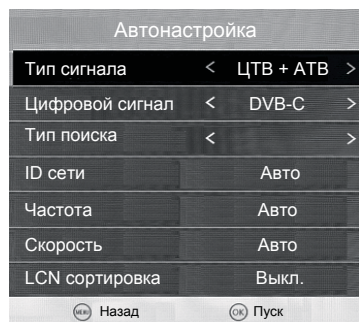 Автонастройка
Тип сигнала < ЦТВ + АТВ >
Цифровой сигнал < DVB-C >
Тип поиска < >
ID сети Авто
Частота Авто
Скорость Авто
LCN сортировка Выкл.
MENU Назад OK Пуск